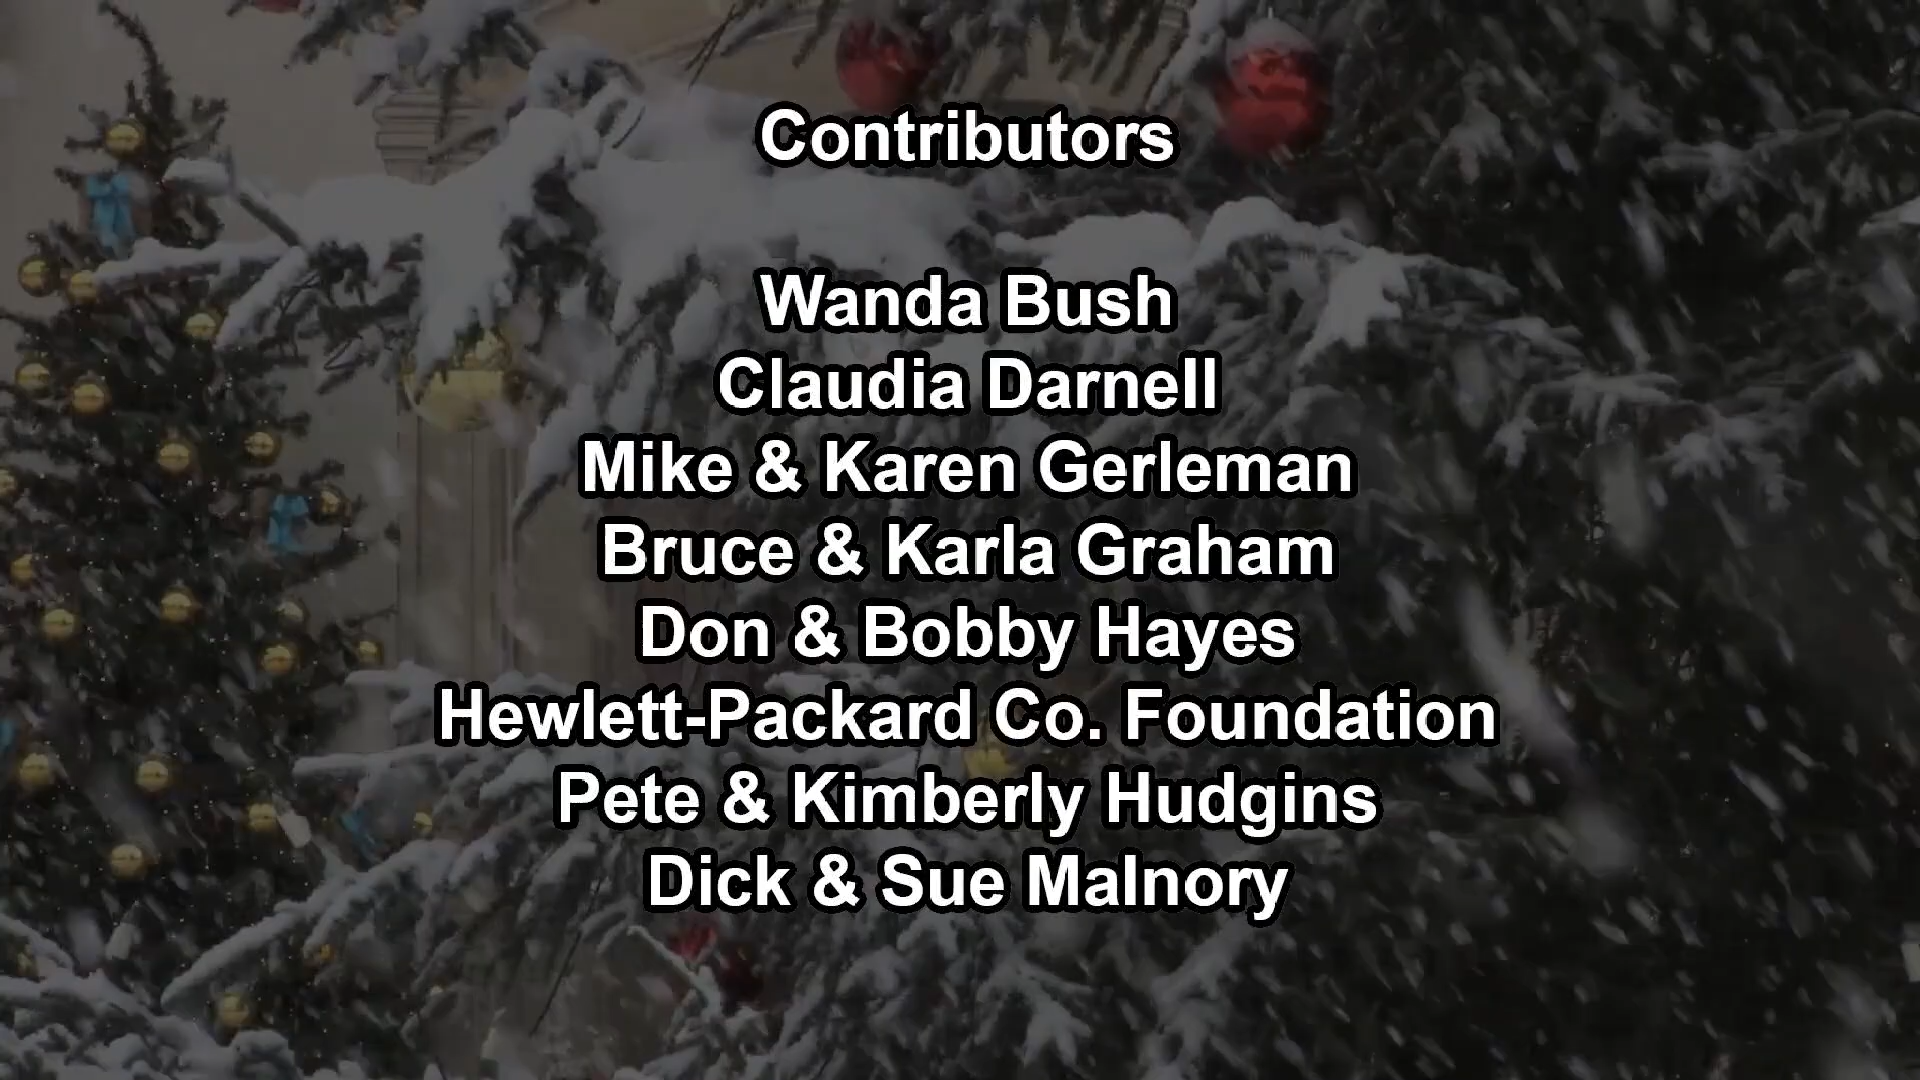 Contributors
Wanda Bush
Claudia Darnell
Mike & Karen Gerleman
Bruce & Karla Graham
Don & Bobby Hayes
Hewlett-Packard Co. Foundation
Pete & Kimberly Hudgins
Dick & Sue Malnory